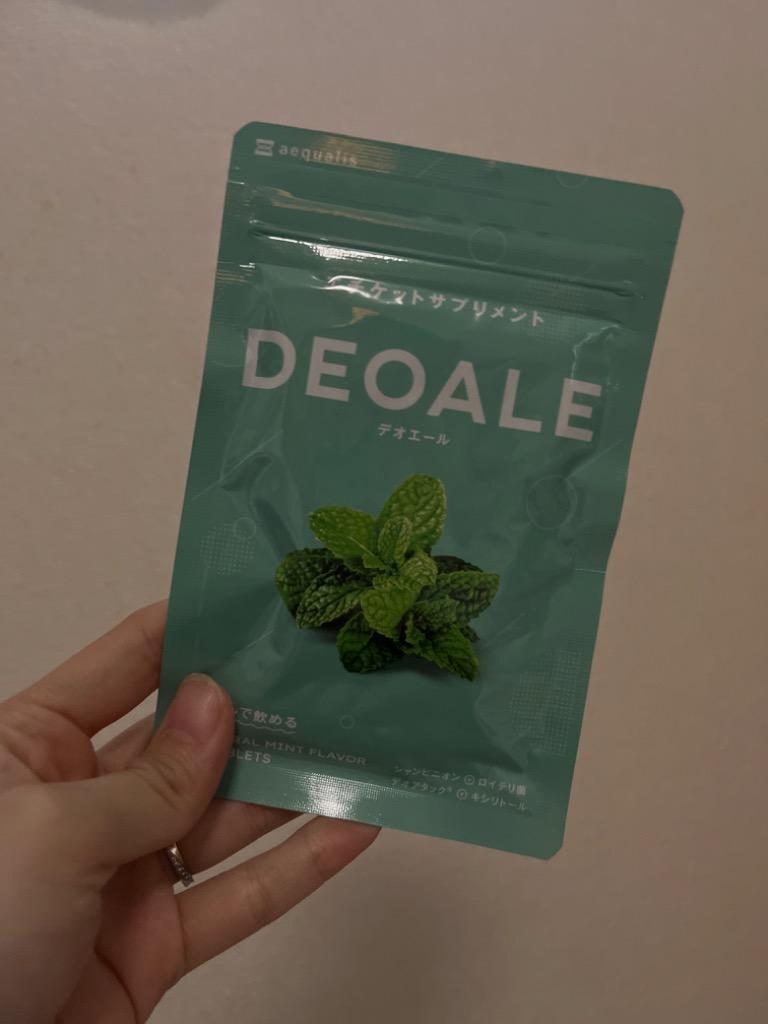 aequalis
チケットサプリメント
DEOALE
デオエール
で飲める
MINT FLAVOR
シャンピニオン + ロイテリ菌
デオアタック® + キシリトール